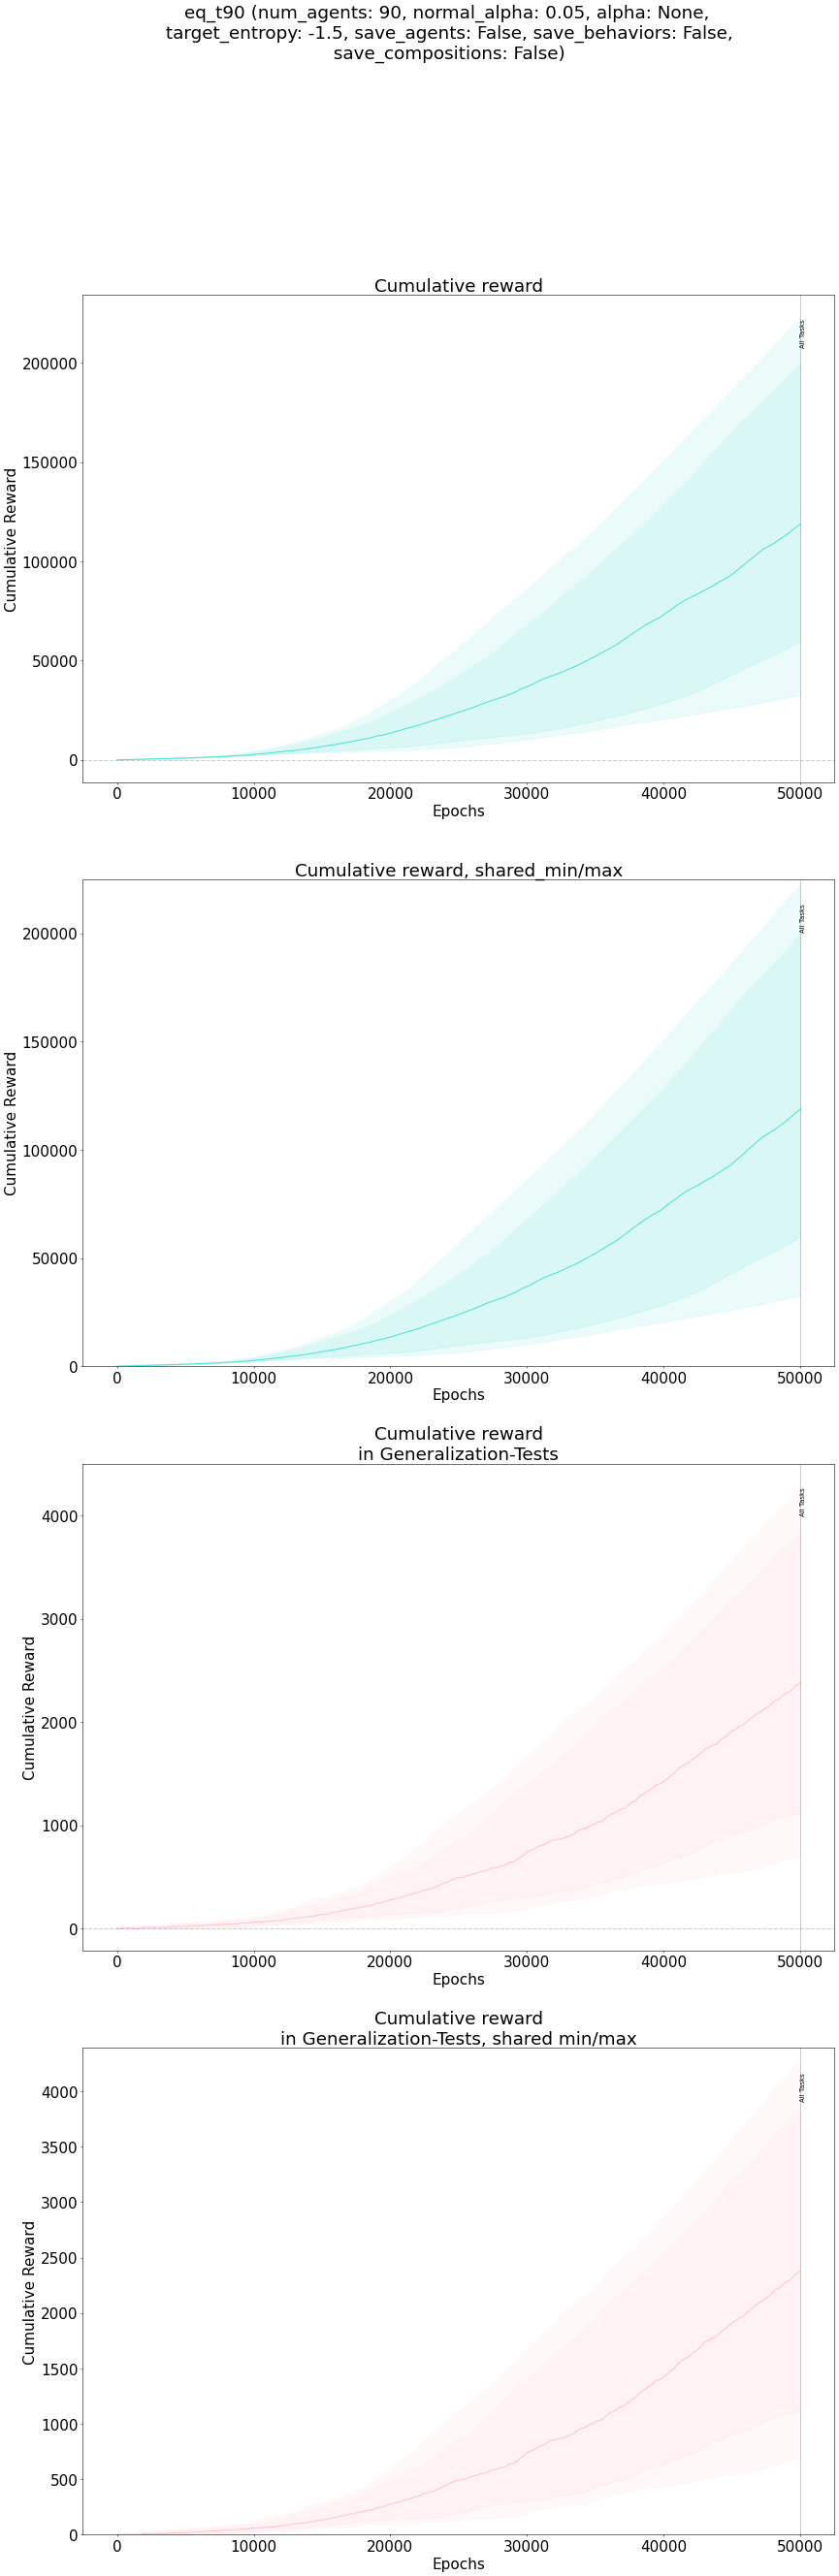 eq_t90 (num_agents: 90, normal_alpha: 0.05, alpha: None,
target_entropy: -1.5, save_agents: False, save_behaviors: False,
save_compositions: False)
Cumulative reward
All Tasks
200000
150000
100000
50000
0
Cumulative Reward
0 10000 20000 30000 40000 50000
Epochs
Cumulative reward, shared_min/max
All Tasks
200000
150000
100000
50000
0
Cumulative Reward
0 10000 20000 30000 40000 50000
Epochs
Cumulative reward
in Generalization-Tests
All Tasks
4000
3000
2000
1000
0
Cumulative Reward
0 10000 20000 30000 40000 50000
Epochs
Cumulative reward
in Generalization-Tests, shared min/max
All Tasks
4000
3500
3000
2500
2000
1500
1000
500
0
Cumulative Reward
0 10000 20000 30000 40000 50000
Epochs